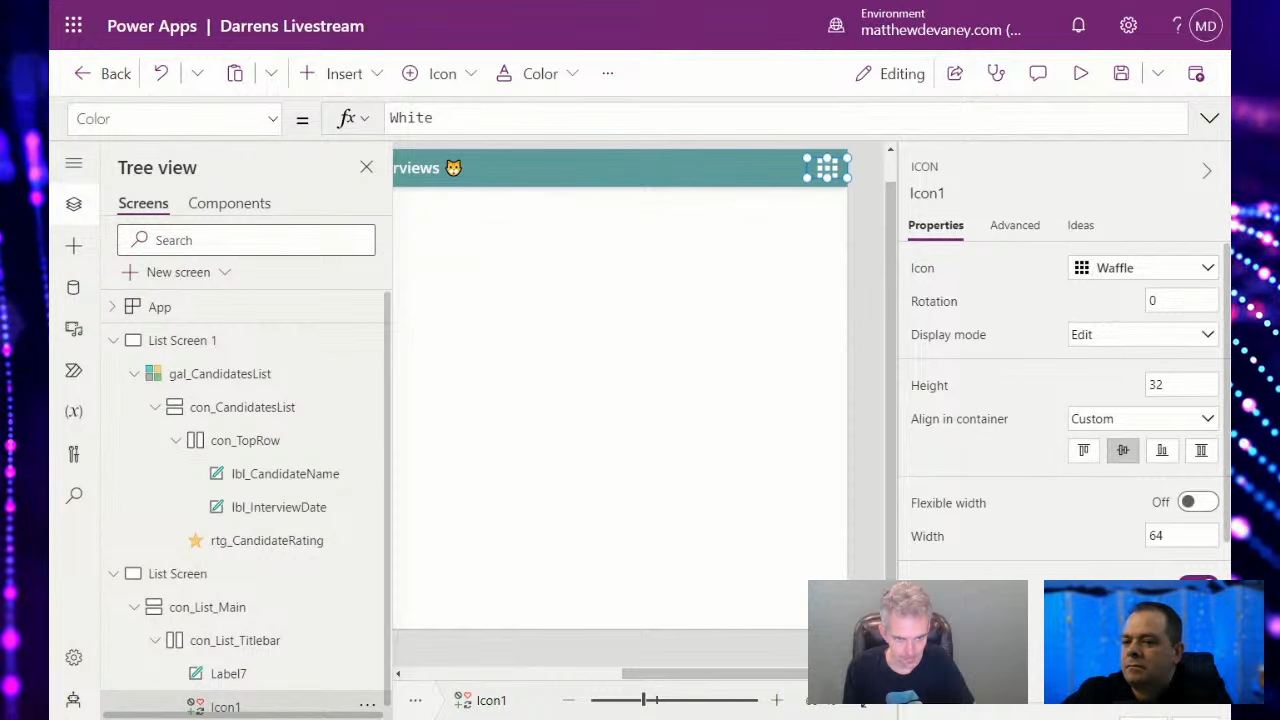 Power Apps | Darrens Livestream
Environment
matthewdevaney.com (...
MD
Back
Insert
Icon
Color
...
Editing
Color
=
fx
White
Tree view
Screens
Components
Search
New screen
App
List Screen 1
gal_CandidatesList
con_CandidatesList
con_TopRow
lbl_CandidateName
lbl_InterviewDate
rtg_CandidateRating
List Screen
con_List_Main
con_List_Titlebar
Label7
Icon1
...
rviews 🐱
... Icon1
ICON
Icon1
Properties
Advanced
Ideas
Icon
Waffle
Rotation
0
Display mode
Edit
Height
32
Align in container
Custom
Flexible width
Off
Width
64